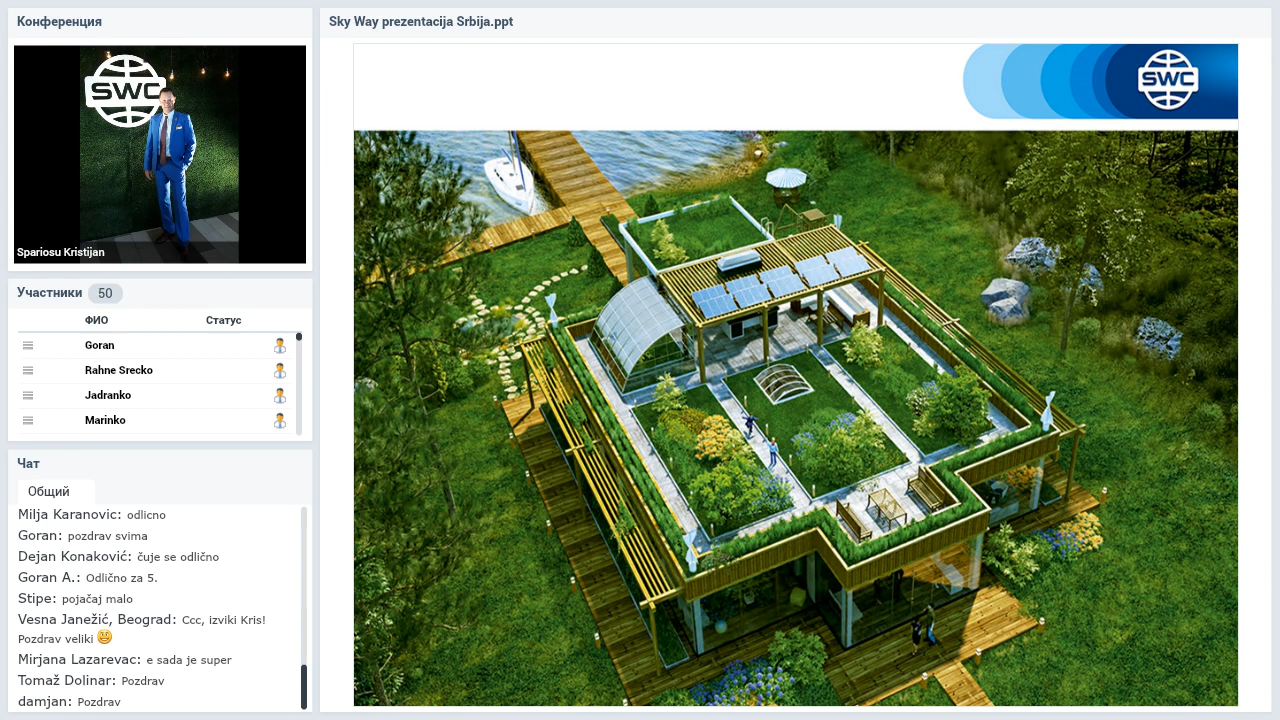 Конференция
SWC
Spariosu Kristijan
Участники 50
ФИО Статус
Goran
Rahne Srecko
Jadranko
Marinko
Чат
Общий
Milja Karanovic: odlicno
Goran: pozdrav svima
Dejan Konaković: čuje se odlično
Goran A.: Odlično za 5.
Stipe: pojačaj malo
Vesna Janežić, Beograd: Ccc, izviki Kris!
Pozdrav veliki
Mirjana Lazarevac: e sada je super
Tomaž Dolinar: Pozdrav
damjan: Pozdrav
Sky Way prezentacija Srbija.ppt
SWC